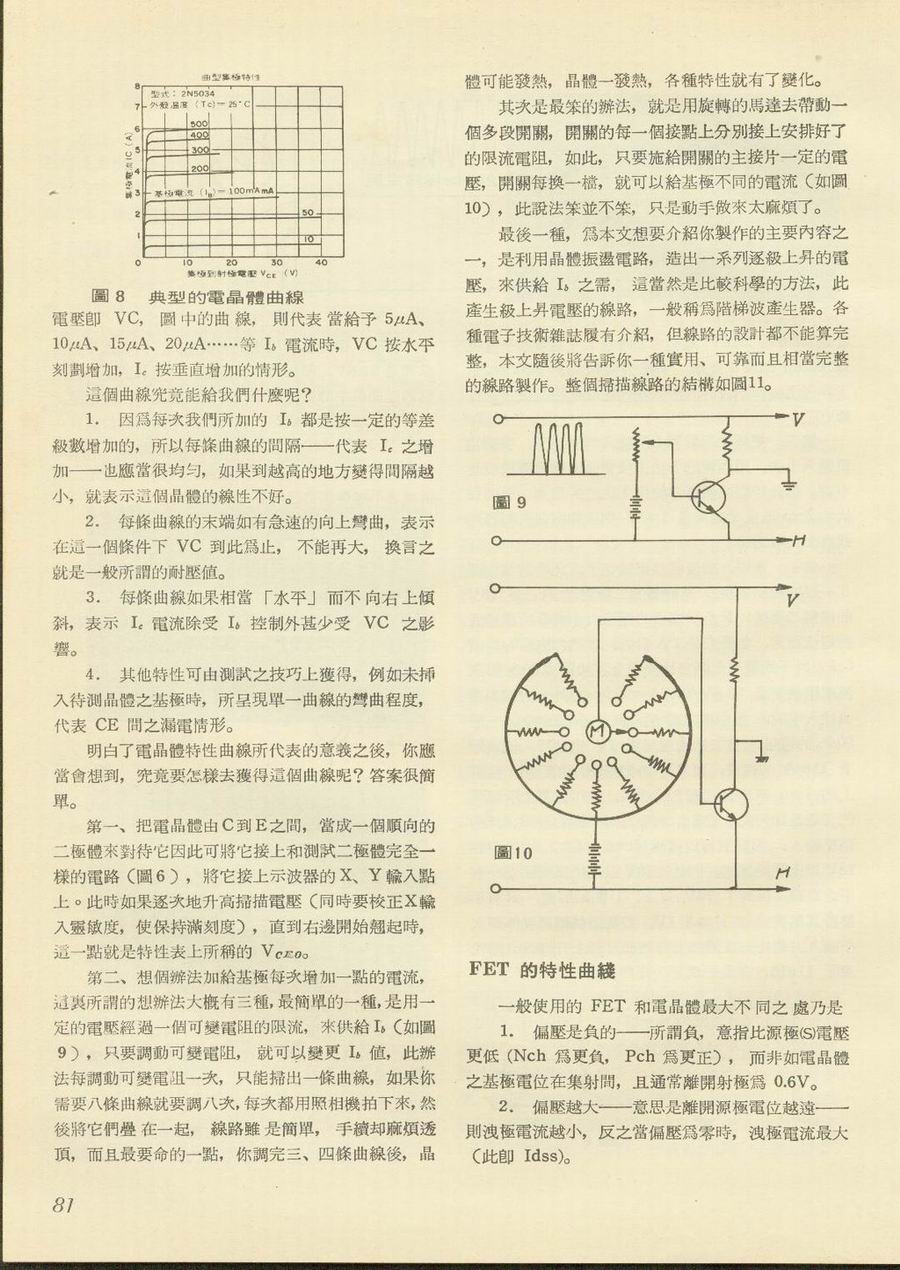 典型集極特性
型式：2N5034
外殼溫度（Tc)＝25°C
8
7
6
5
4
3
2
1
0
集極電流 IC (A)
500
400
300
200
基極電流（IB)＝100mA mA
50
10
10 20 30 40
集極到射極電壓 VCE（V）
圖 8　典型的電晶體曲線
電壓卽 VC， 圖中的曲線， 則代表當給予 5μA、
10μA、15μA、20μA……等 Ib 電流時，VC 按水平
刻劃增加，Ic 按垂直增加的情形。
這個曲線究竟能給我們什麼呢？
1． 因爲每次我們所加的 Ib 都是按一定的等差
級數增加的，所以每條曲線的間隔——代表 Ic 之增
加——也應當很均勻，如果到越高的地方變得間隔越
小，就表示這個晶體的線性不好。
2． 每條曲線的末端如有急速的向上彎曲，表示
在這一個條件下 VC 到此爲止， 不能再大， 換言之
就是一般所謂的耐壓值。
3． 每條曲線如果相當「水平」而不向右上傾
斜，表示 Ic 電流除受 Ib 控制外甚少受 VC 之影
響。
4． 其他特性可由測試之技巧上獲得，例如未挿
入待測晶體之基極時，所呈現單一曲線的彎曲程度，
代表 CE 間之漏電情形。
明白了電晶體特性曲線所代表的意義之後，你應
當會想到，究竟要怎樣去獲得這個曲線呢？答案很簡
單。
第一、把電晶體由C到E之間，當成一個順向的
二極體來對待它因此可將它接上和測試二極體完全一
樣的電路（圖6），將它接上示波器的X、Y輸入點
上。此時如果逐次地升高掃描電壓（同時要校正X輸
入靈敏度，使保持滿刻度），直到右邊開始翹起時，
這一點就是特性表上所稱的 VCEO。
第二、想個辦法加給基極每次增加一點的電流，
這裏所謂的想辦法大概有三種，最簡單的一種，是用一
定的電壓經過一個可變電阻的限流，來供給Ib（如圖
9），只要調動可變電阻， 就可以變更 Ib 值，此辦
法每調動可變電阻一次，只能掃出一條曲線，如果你
需要八條曲線就要調八次，每次都用照相機拍下來，然
後將它們疊在一起， 線路雖是簡單， 手續却麻煩透
頂，而且最要命的一點，你調完三、四條曲線後，晶
81
體可能發熱，晶體一發熱，各種特性就有了變化。
其次是最笨的辦法，就是用旋轉的馬達去帶動一
個多段開關，開關的每一個接點上分別接上安排好了
的限流電阻，如此，只要施給開關的主接片一定的電
壓，開關每換一檔，就可以給基極不同的電流（如圖
10），此說法笨並不笨，只是動手做來太麻煩了。
最後一種，爲本文想要介紹你製作的主要內容之
一，是利用晶體振盪電路，造出一系列逐級上昇的電
壓，來供給 Ib 之需， 這當然是比較科學的方法，此
產生級上昇電壓的線路，一般稱爲階梯波產生器。各
種電子技術雜誌履有介紹，但線路的設計都不能算完
整，本文隨後將告訴你一種實用、可靠而且相當完整
的線路製作。整個掃描線路的結構如圖11。
V
圖 9
H
V
M
圖10
H
FET 的特性曲綫
一般使用的 FET 和電晶體最大不同之處乃是
1． 偏壓是負的——所謂負，意指比源極Ⓢ電壓
更低（Nch 爲更負， Pch 爲更正）， 而非如電晶體
之基極電位在集射間，且通常離開射極爲 0.6V。
2． 偏壓越大——意思是離開源極電位越遠——
則洩極電流越小，反之當偏壓爲零時，洩極電流最大
（此卽 Idss)。